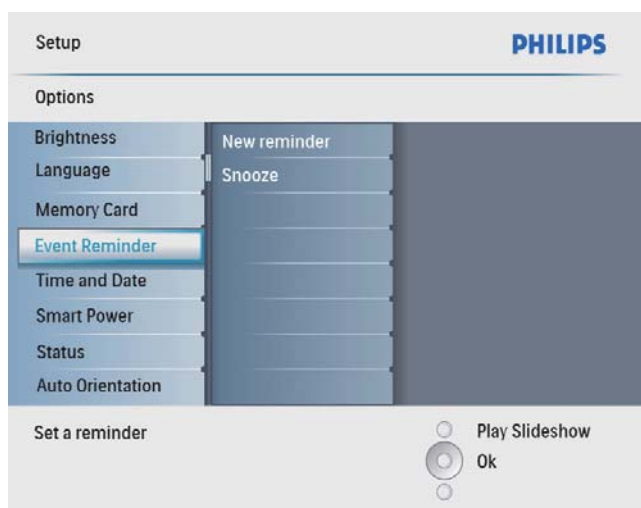 Setup
PHILIPS
Options
Brightness
Language
Memory Card
Event Reminder
Time and Date
Smart Power
Status
Auto Orientation
New reminder
Snooze
Set a reminder
Play Slideshow
Ok